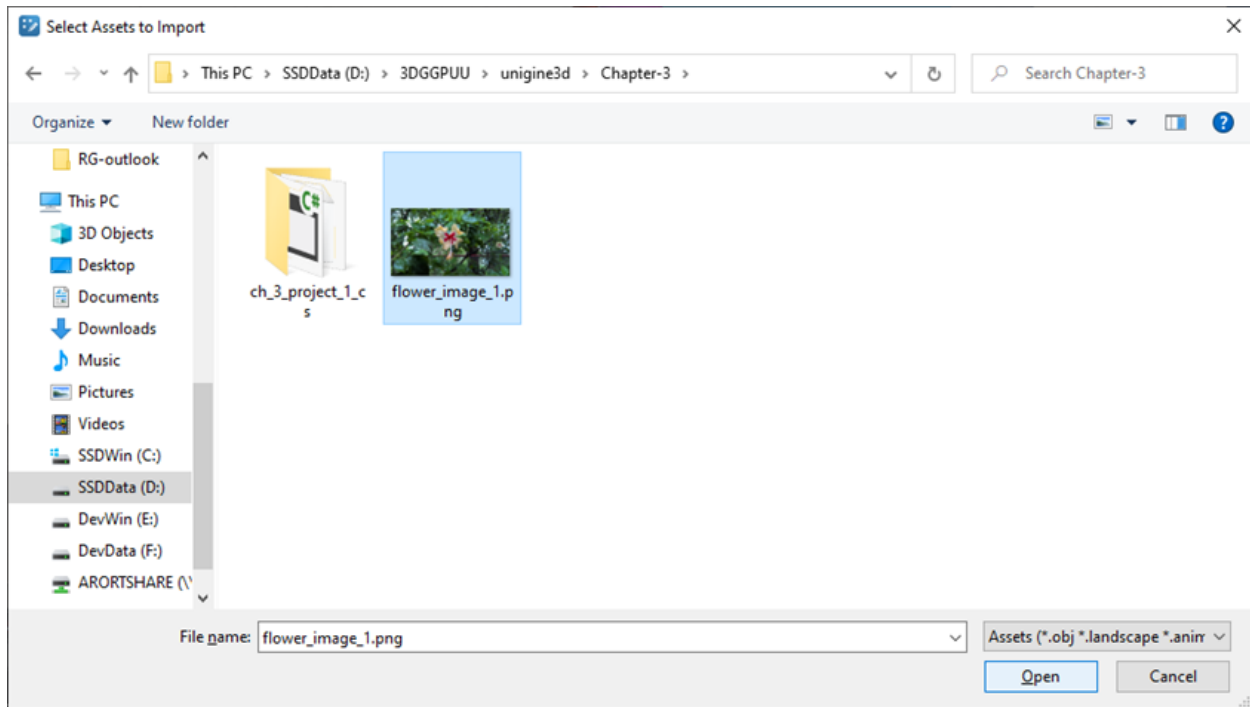 Select Assets to Import
This PC > SSDData (D:) > 3DGGPUU > unigine3d > Chapter-3 >
Search Chapter-3
Organize
New folder
RG-outlook
This PC
3D Objects
Desktop
Documents
Downloads
Music
Pictures
Videos
SSDWin (C:)
SSDData (D:)
DevWin (E:)
DevData (F:)
ARORTSHARE (\\
C#
ch_3_project_1_c
s
flower_image_1.p
ng
File name: flower_image_1.png
Assets (*.obj *.landscape *.anim
Open
Cancel